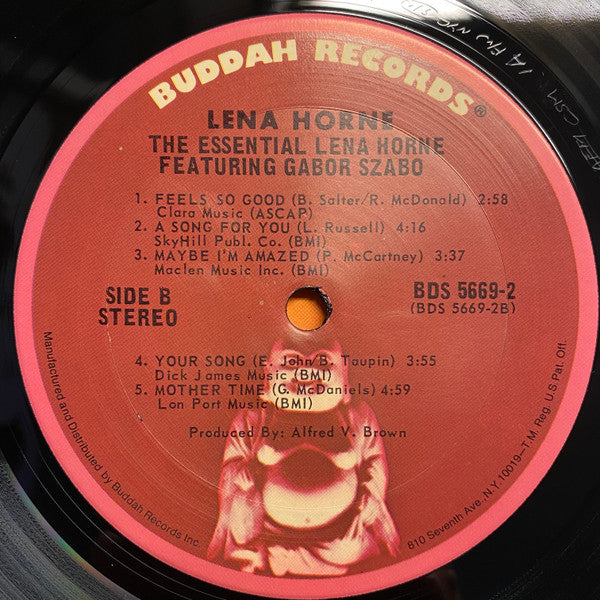 BUDDAH RECORDS®
LENA HORNE
THE ESSENTIAL LENA HORNE
FEATURING GABOR SZABO
1. FEELS SO GOOD (B. Salter/R. McDonald) 2:58
Clara Music (ASCAP)
2. A SONG FOR YOU (L. Russell) 4:16
SkyHill Publ. Co. (BMI)
3. MAYBE I'M AMAZED (P. McCartney) 3:37
Maclen Music Inc. (BMI)
SIDE B
STEREO
BDS 5669-2
(BDS 5669-2B)
4. YOUR SONG (E. John/B. Taupin) 3:55
Dick James Music (BMI)
5. MOTHER TIME (G. McDaniels) 4:59
Lon Port Music (BMI)
Produced By: Alfred V. Brown
Manufactured and Distributed by Buddah Records Inc.
810 Seventh Ave., N.Y. 10019–T.M. Reg. U.S. Pat. Off.